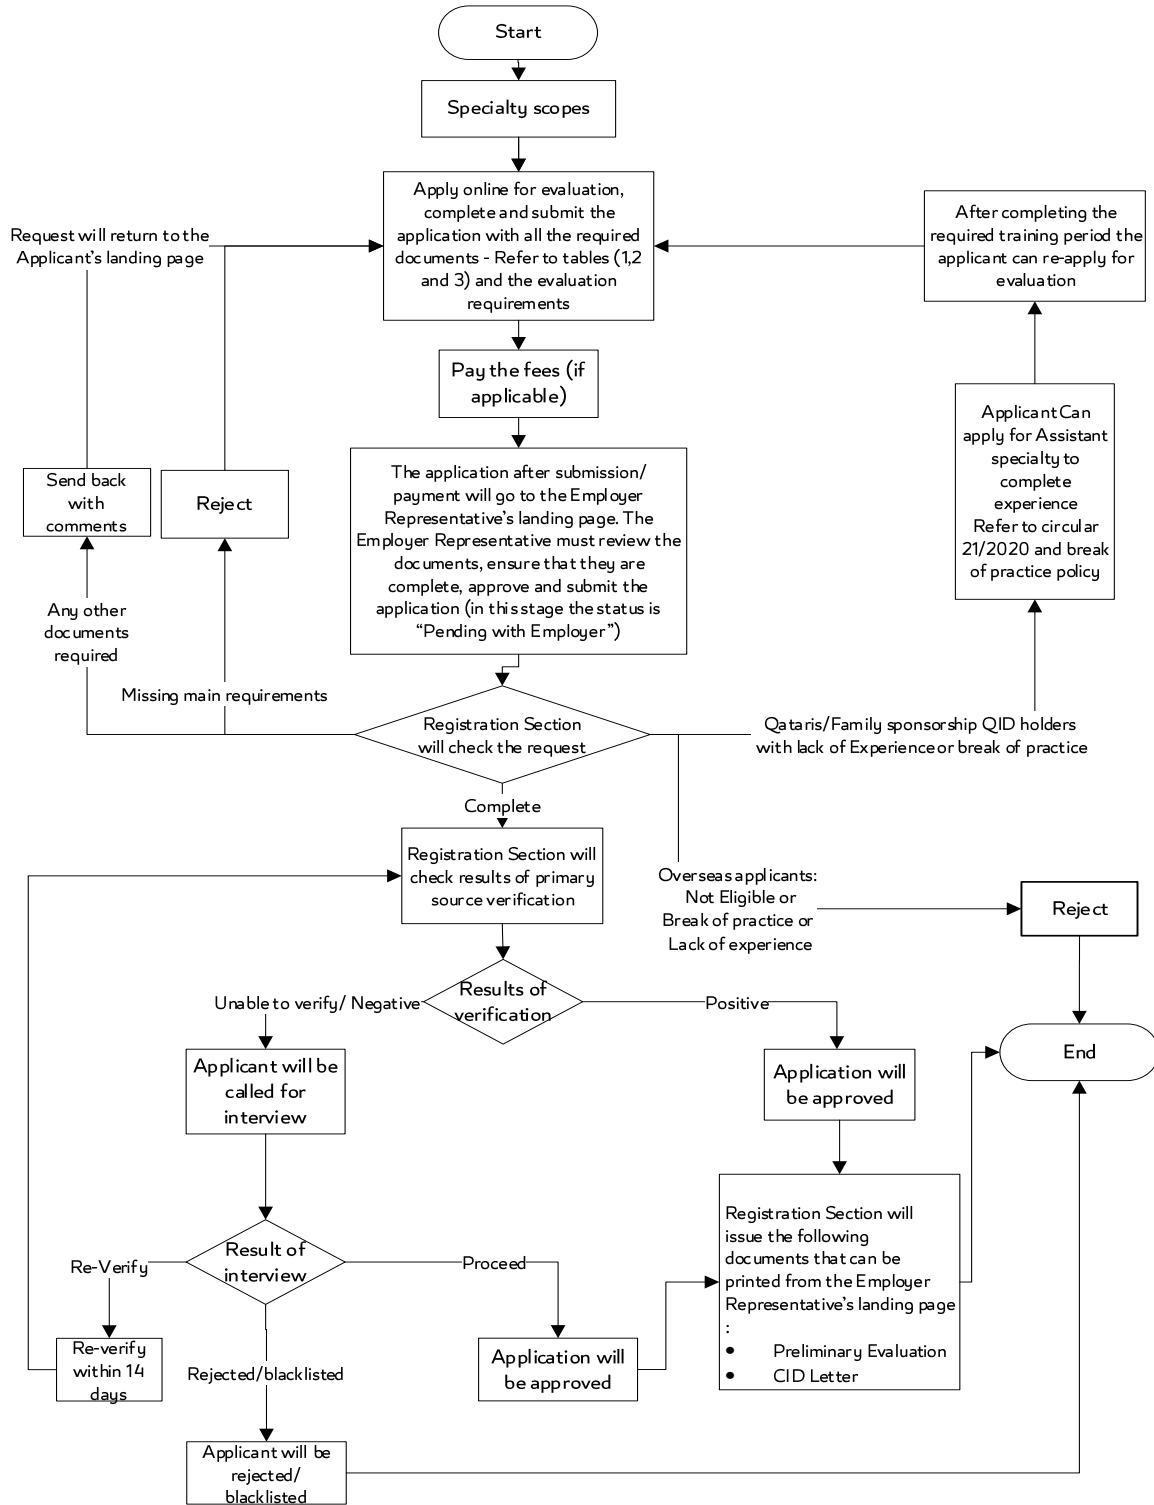 Start
Specialty scopes
Apply online for evaluation,
complete and submit the
application with all the required
documents - Refer to tables (1,2
and 3) and the evaluation
requirements
Request will return to the
Applicant's landing page
After completing the
required training period the
applicant can re-apply for
evaluation
Pay the fees (if
applicable)
Applicant Can
apply for Assistant
specialty to
complete
experience
Refer to circular
21/2020 and break
of practice policy
The application after submission/
payment will go to the Employer
Representative's landing page. The
Employer Representative must review the
documents, ensure that they are
complete, approve and submit the
application (in this stage the status is
“Pending with Employer”)
Send back
with
comments
Reject
Any other
documents
required
Missing main requirements
Registration Section
will check the request
Qataris/Family sponsorship QID holders
with lack of Experience or break of practice
Complete
Registration Section will
check results of primary
source verification
Overseas applicants:
Not Eligible or
Break of practice or
Lack of experience
Reject
Results of
verification
Unable to verify/ Negative
Positive
Applicant will be
called for
interview
Application will
be approved
End
Result of
interview
Re-Verify
Proceed
Registration Section will
issue the following
documents that can be
printed from the Employer
Representative's landing page
:
• Preliminary Evaluation
• CID Letter
Re-verify
within 14
days
Rejected/blacklisted
Application will
be approved
Applicant will be
rejected/
blacklisted